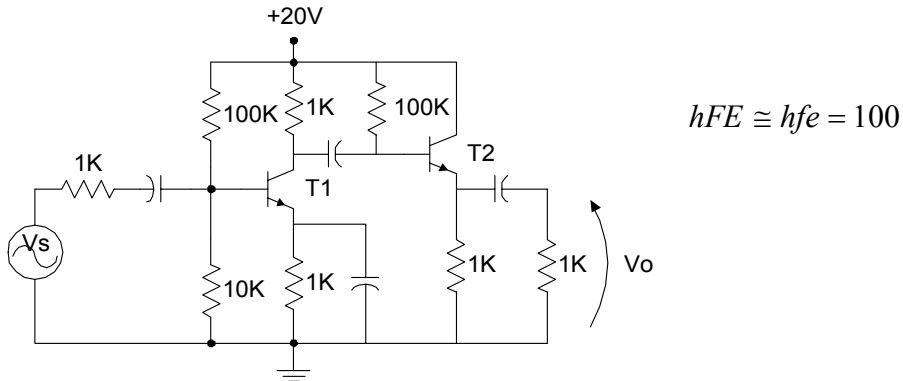 +20V
100K
1K
100K
hFE ≅ hfe = 100
1K
T2
T1
Vs
1K
1K
Vo
10K
1K